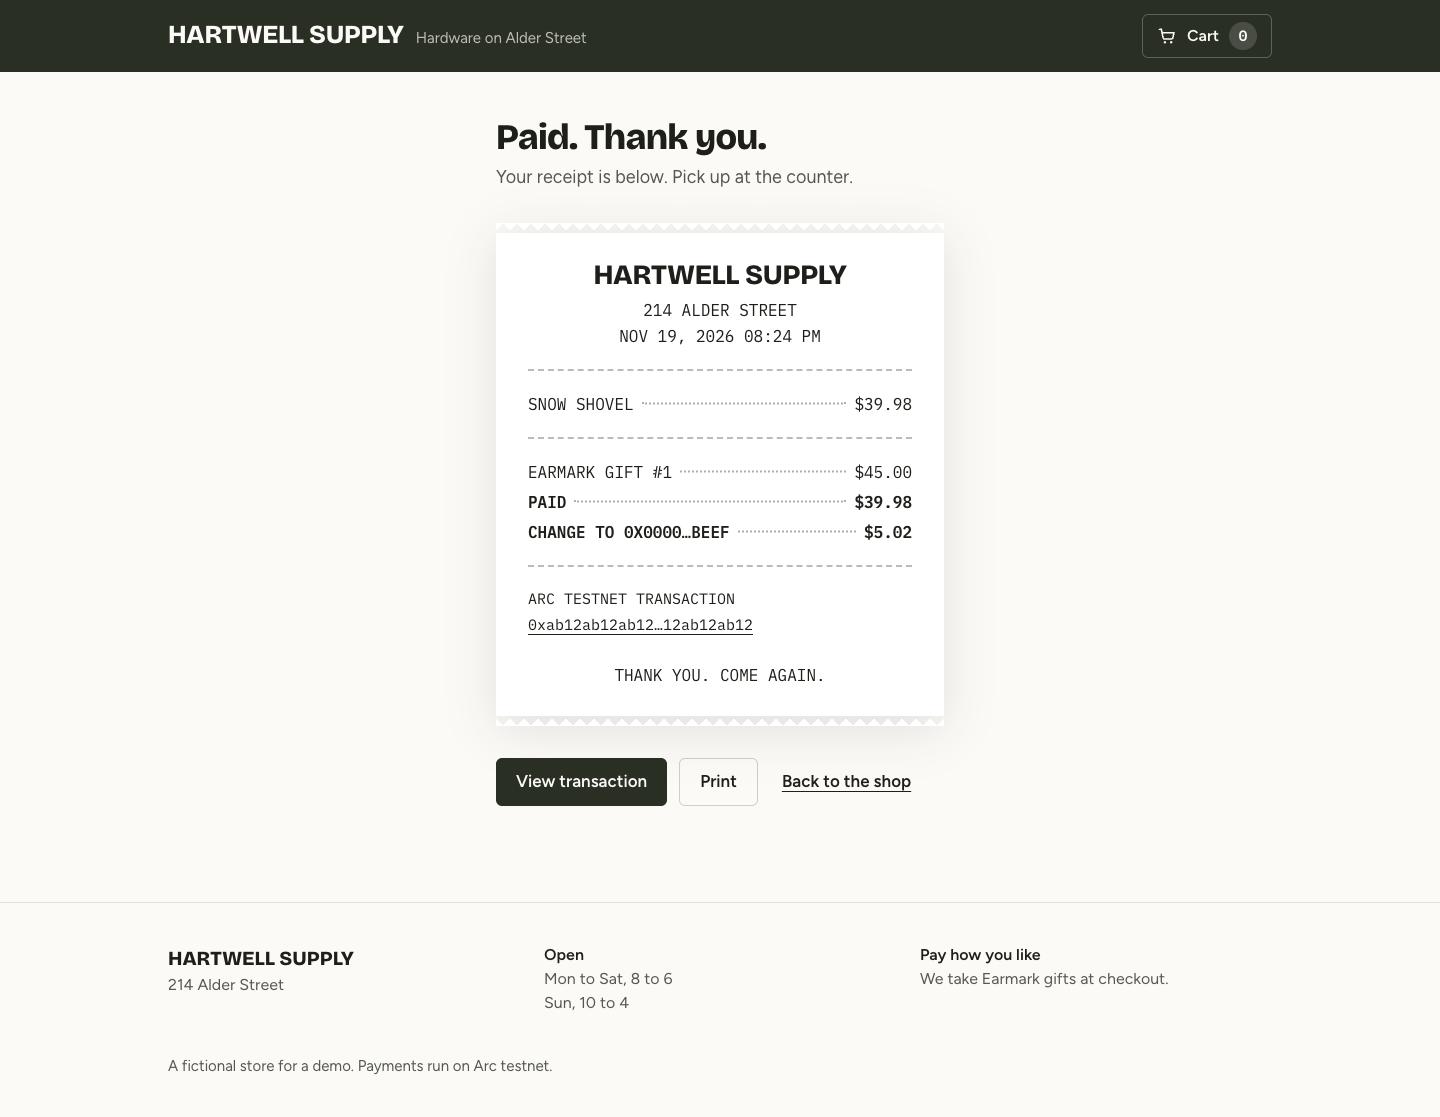 HARTWELL SUPPLY Hardware on Alder Street
Cart 0
Paid. Thank you.
Your receipt is below. Pick up at the counter.
HARTWELL SUPPLY
214 ALDER STREET
NOV 19, 2026 08:24 PM
SNOW SHOVEL $39.98
EARMARK GIFT #1 $45.00
PAID $39.98
CHANGE TO 0X0000…BEEF $5.02
ARC TESTNET TRANSACTION
0xab12ab12ab12…12ab12ab12
THANK YOU. COME AGAIN.
View transaction
Print
Back to the shop
HARTWELL SUPPLY
214 Alder Street
Open
Mon to Sat, 8 to 6
Sun, 10 to 4
Pay how you like
We take Earmark gifts at checkout.
A fictional store for a demo. Payments run on Arc testnet.